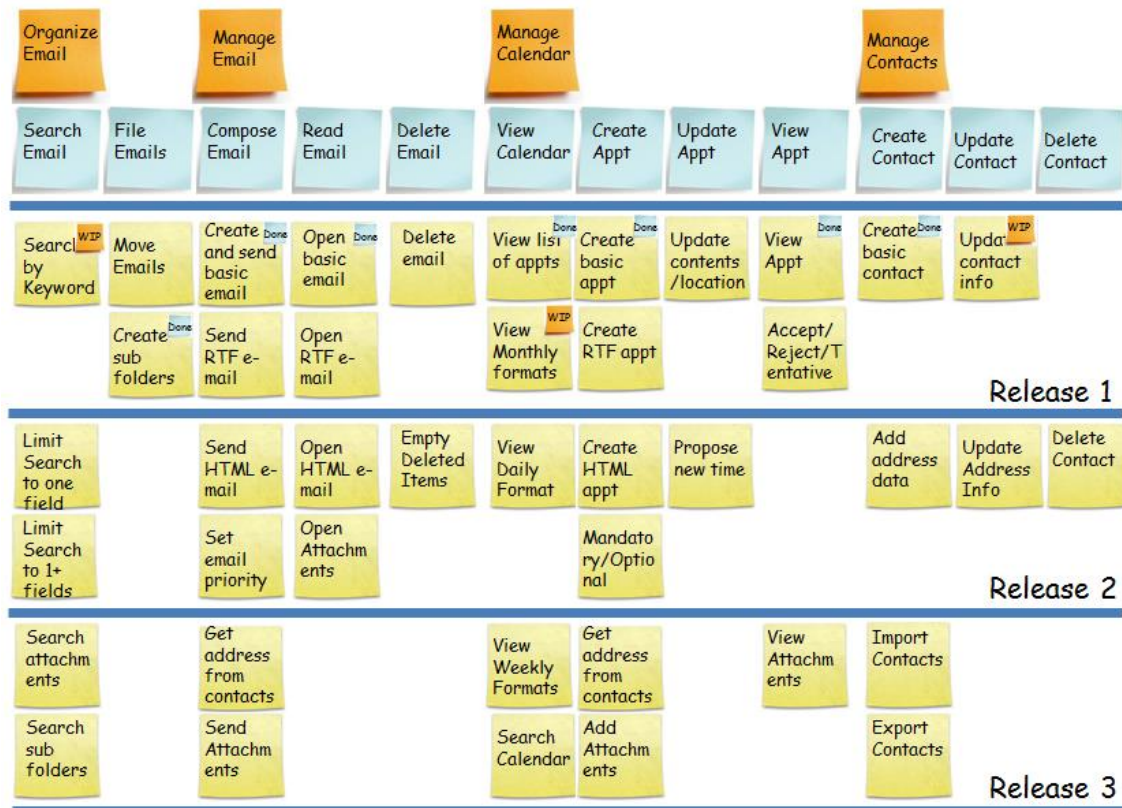 Organize
Email
Manage
Email
Manage
Calendar
Manage
Contacts
Search
Email
File
Emails
Compose
Email
Read
Email
Delete
Email
View
Calendar
Create
Appt
Update
Appt
View
Appt
Create
Contact
Update
Contact
Delete
Contact
Search
by
Keyword
WIP
Move
Emails
Create
and send
basic
email
Done
Open
basic
email
Done
Delete
email
View list
of appts
Done
Create
basic
appt
Done
Update
contents
/location
View
Appt
Done
Create
basic
contact
Done
Update
contact
info
WIP
Create
sub
folders
Done
Send
RTF e-
mail
Open
RTF e-
mail
View
Monthly
formats
WIP
Create
RTF appt
Accept/
Reject/T
entative
Release 1
Limit
Search
to one
field
Send
HTML e-
mail
Open
HTML e-
mail
Empty
Deleted
Items
View
Daily
Format
Create
HTML
appt
Propose
new time
Add
address
data
Update
Address
Info
Delete
Contact
Limit
Search
to 1+
fields
Set
email
priority
Open
Attachm
ents
Mandato
ry/Optio
nal
Release 2
Search
attachm
ents
Get
address
from
contacts
View
Weekly
Formats
Get
address
from
contacts
View
Attachm
ents
Import
Contacts
Search
sub
folders
Send
Attachm
ents
Search
Calendar
Add
Attachm
ents
Export
Contacts
Release 3